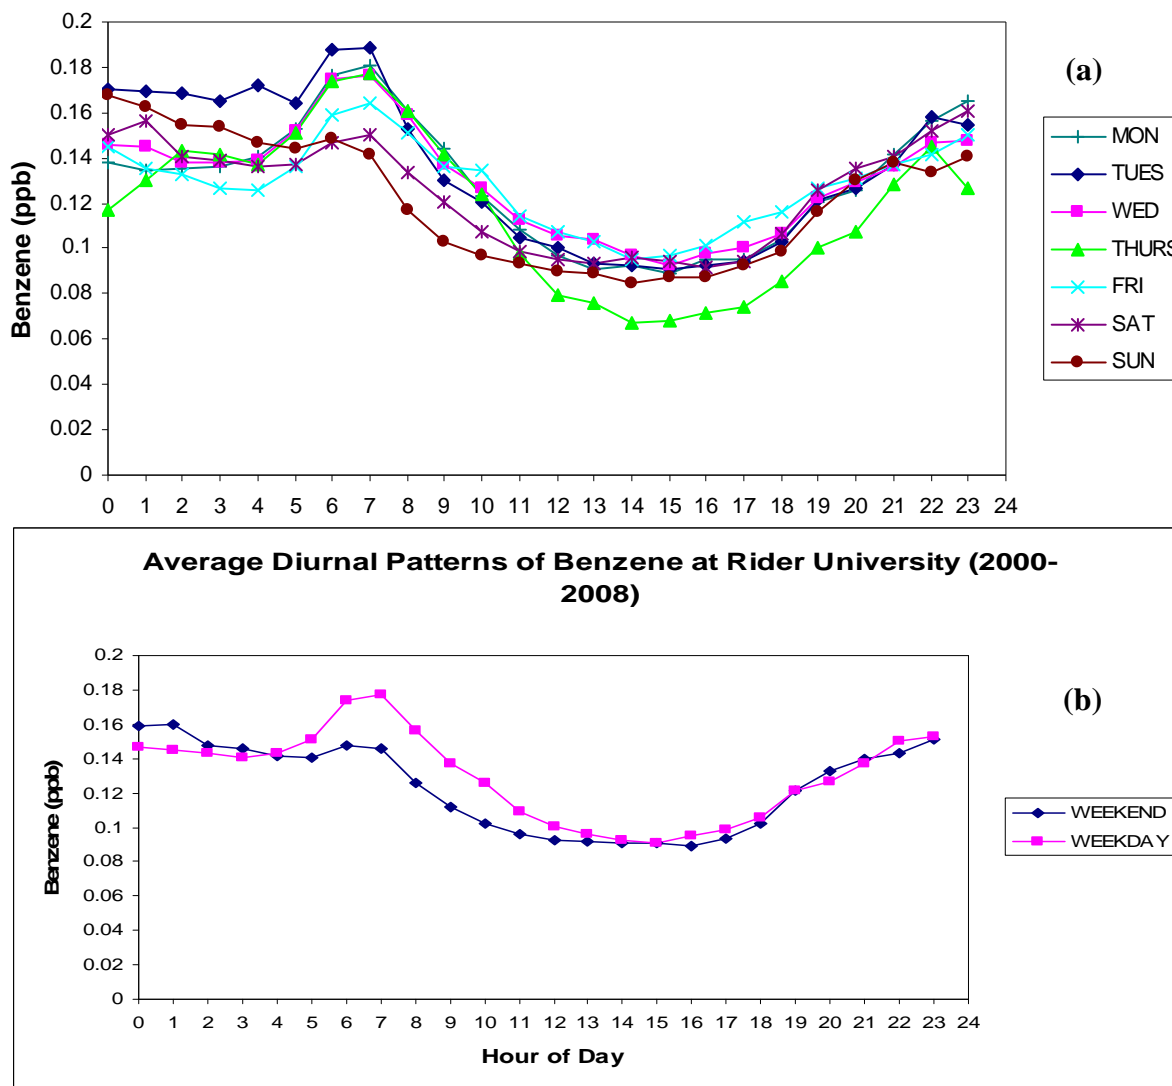 0.2
0.18
0.16
0.14
0.12
0.1
0.08
0.06
0.04
0.02
0
Benzene (ppb)
0 1 2 3 4 5 6 7 8 9 10 11 12 13 14 15 16 17 18 19 20 21 22 23 24
(a)
MON
TUES
WED
THURS
FRI
SAT
SUN
Average Diurnal Patterns of Benzene at Rider University (2000-
2008)
0.2
0.18
0.16
0.14
0.12
0.1
0.08
0.06
0.04
0.02
0
Benzene (ppb)
0 1 2 3 4 5 6 7 8 9 10 11 12 13 14 15 16 17 18 19 20 21 22 23 24
Hour of Day
(b)
WEEKEND
WEEKDAY